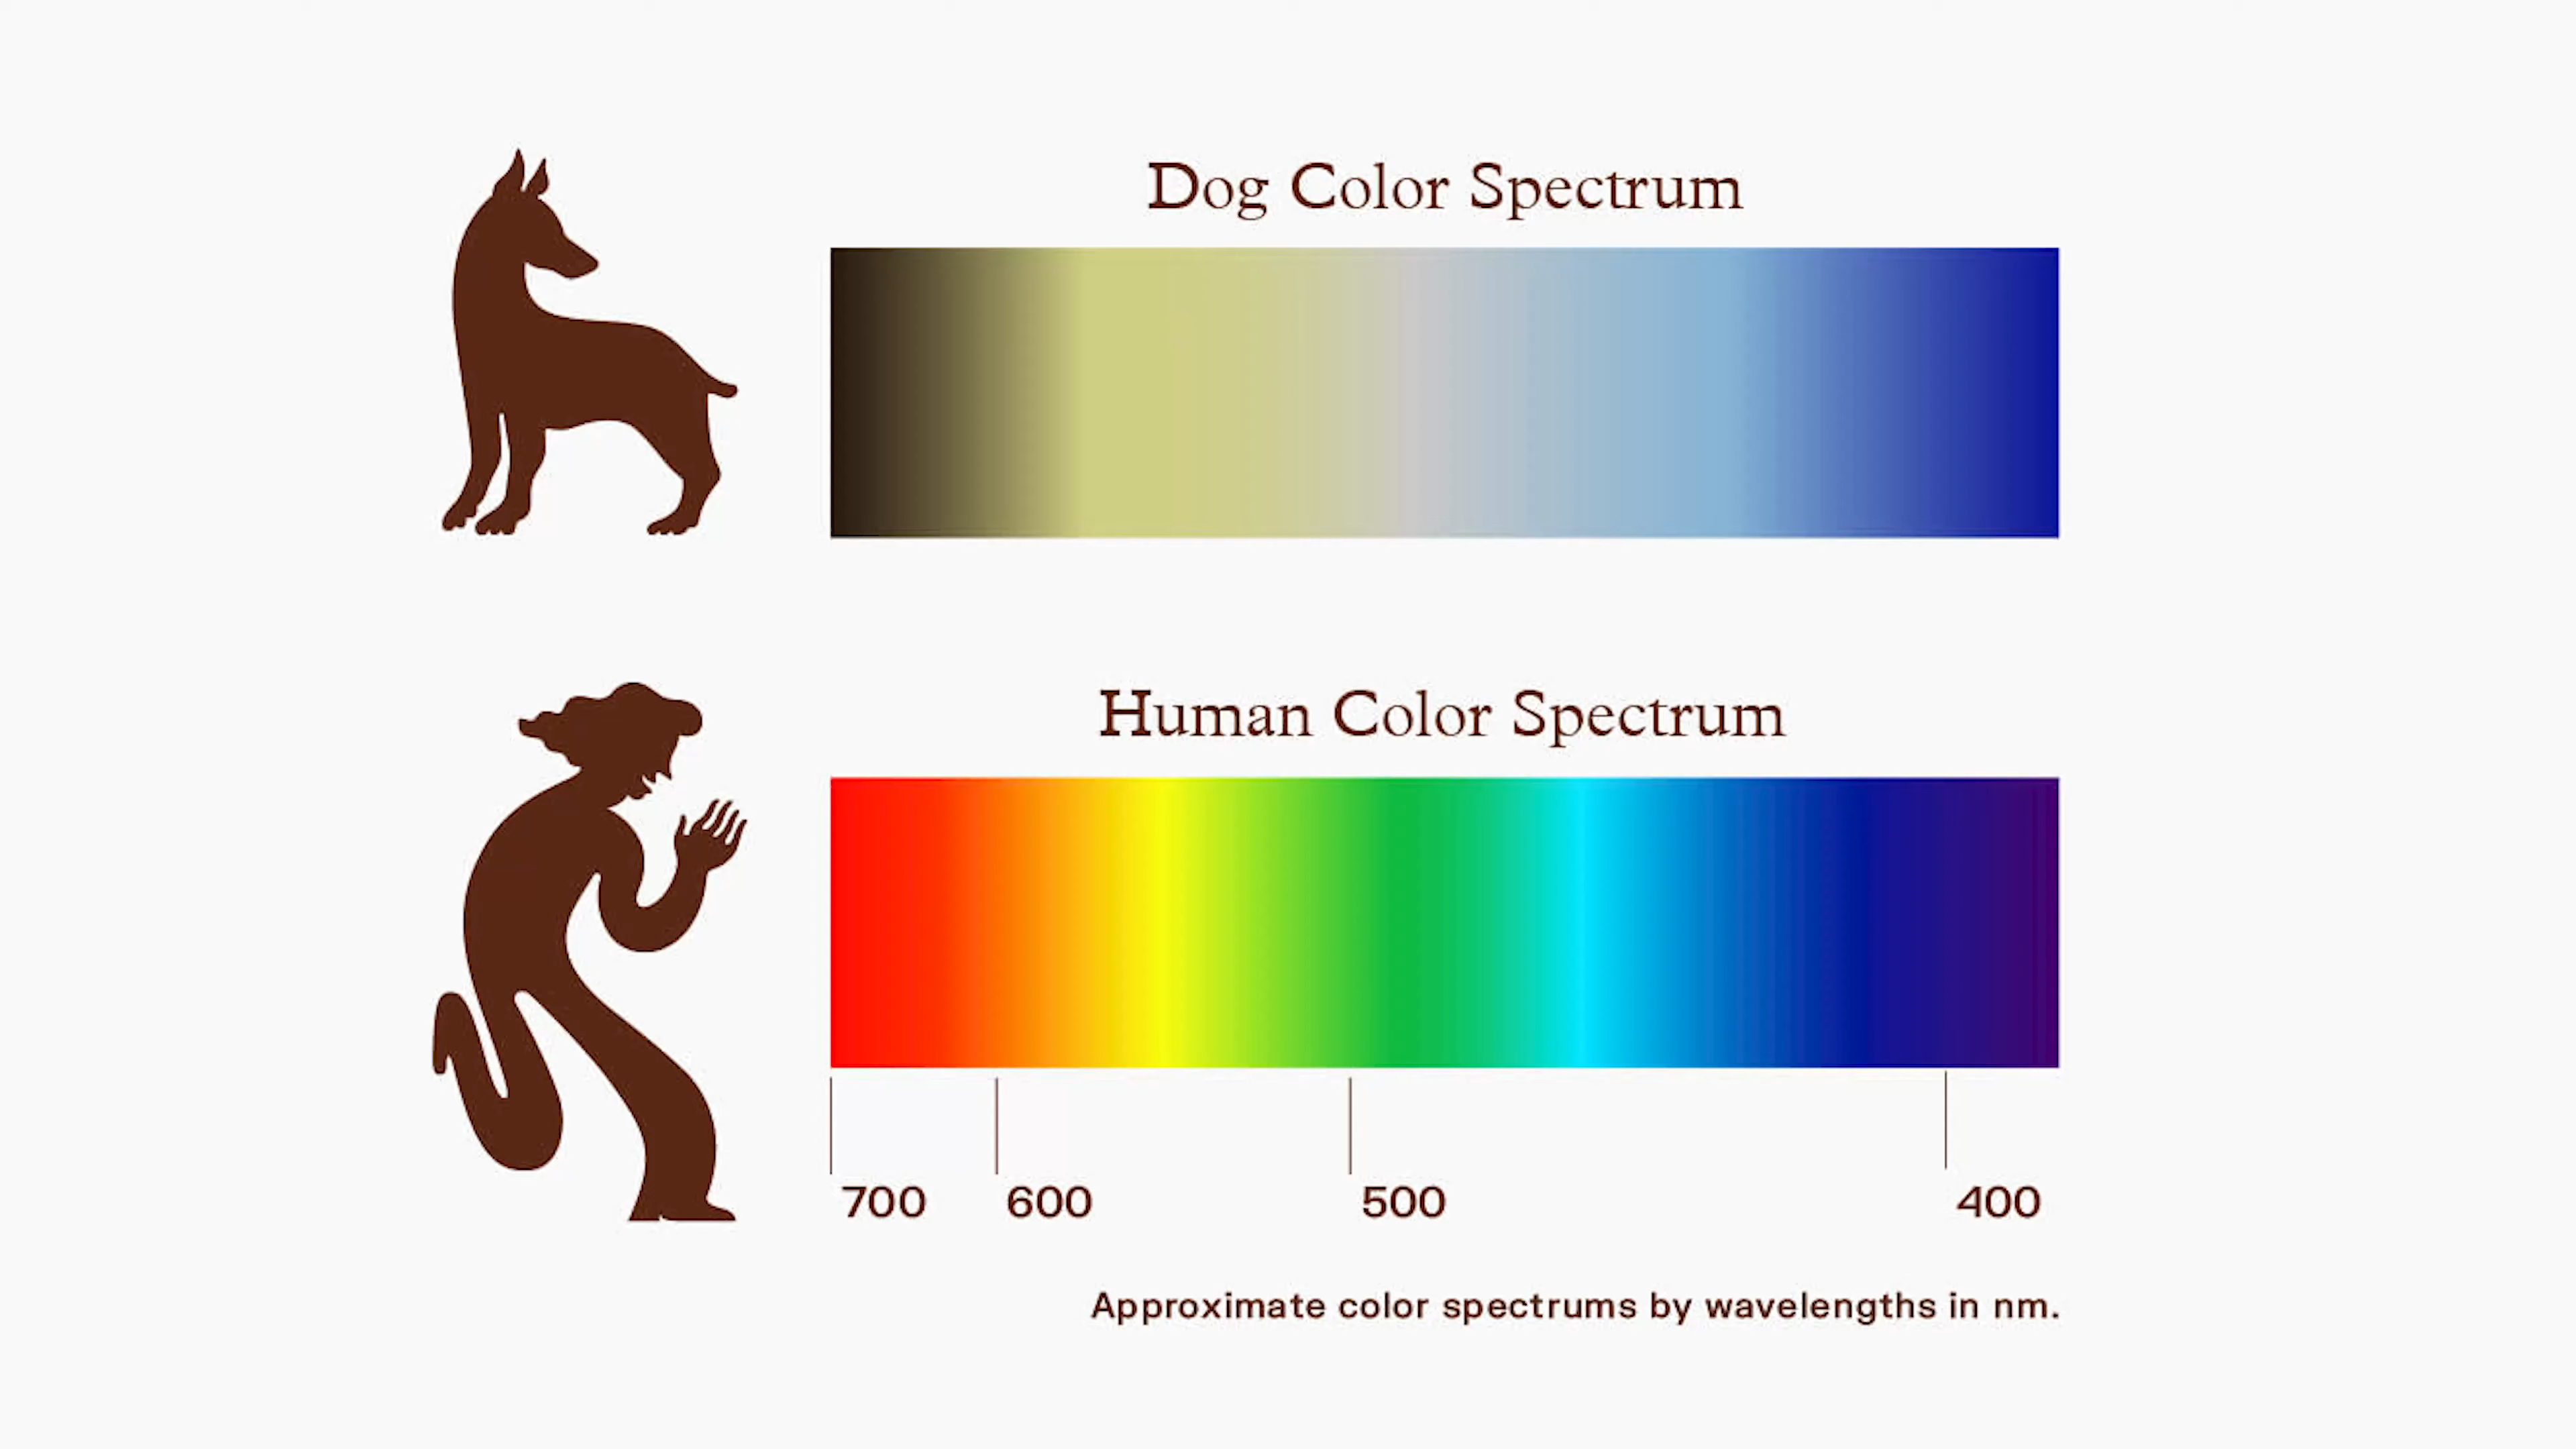 Dog Color Spectrum
Human Color Spectrum
700 600 500 400
Approximate color spectrums by wavelengths in nm.